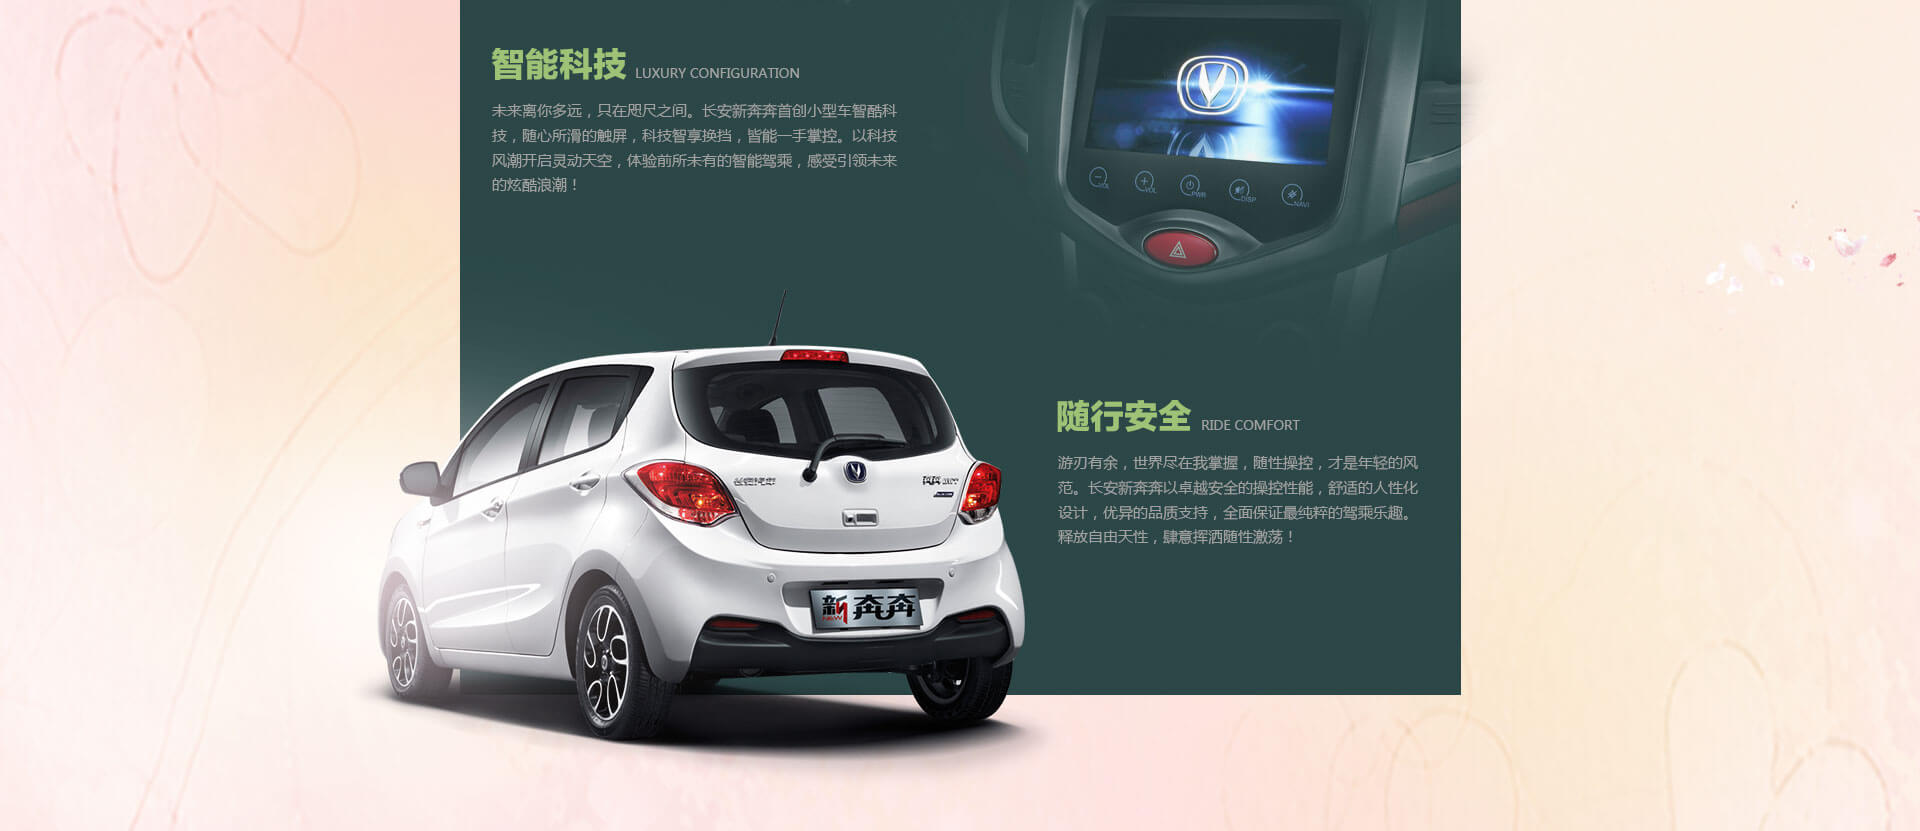 智能科技 LUXURY CONFIGURATION
未来离你多远，只在咫尺之间。长安新奔奔首创小型车智酷科
技，随心所滑的触屏，科技智享换挡，皆能一手掌控。以科技
风潮开启灵动天空，体验前所未有的智能驾乘，感受引领未来
的炫酷浪潮！
VOL VOL PWR DISP NAVI
随行安全 RIDE COMFORT
游刃有余，世界尽在我掌握，随性操控，才是年轻的风
范。长安新奔奔以卓越安全的操控性能，舒适的人性化
设计，优异的品质支持，全面保证最纯粹的驾乘乐趣。
释放自由天性，肆意挥洒随性激荡！
长安汽车
新奔奔
NEW